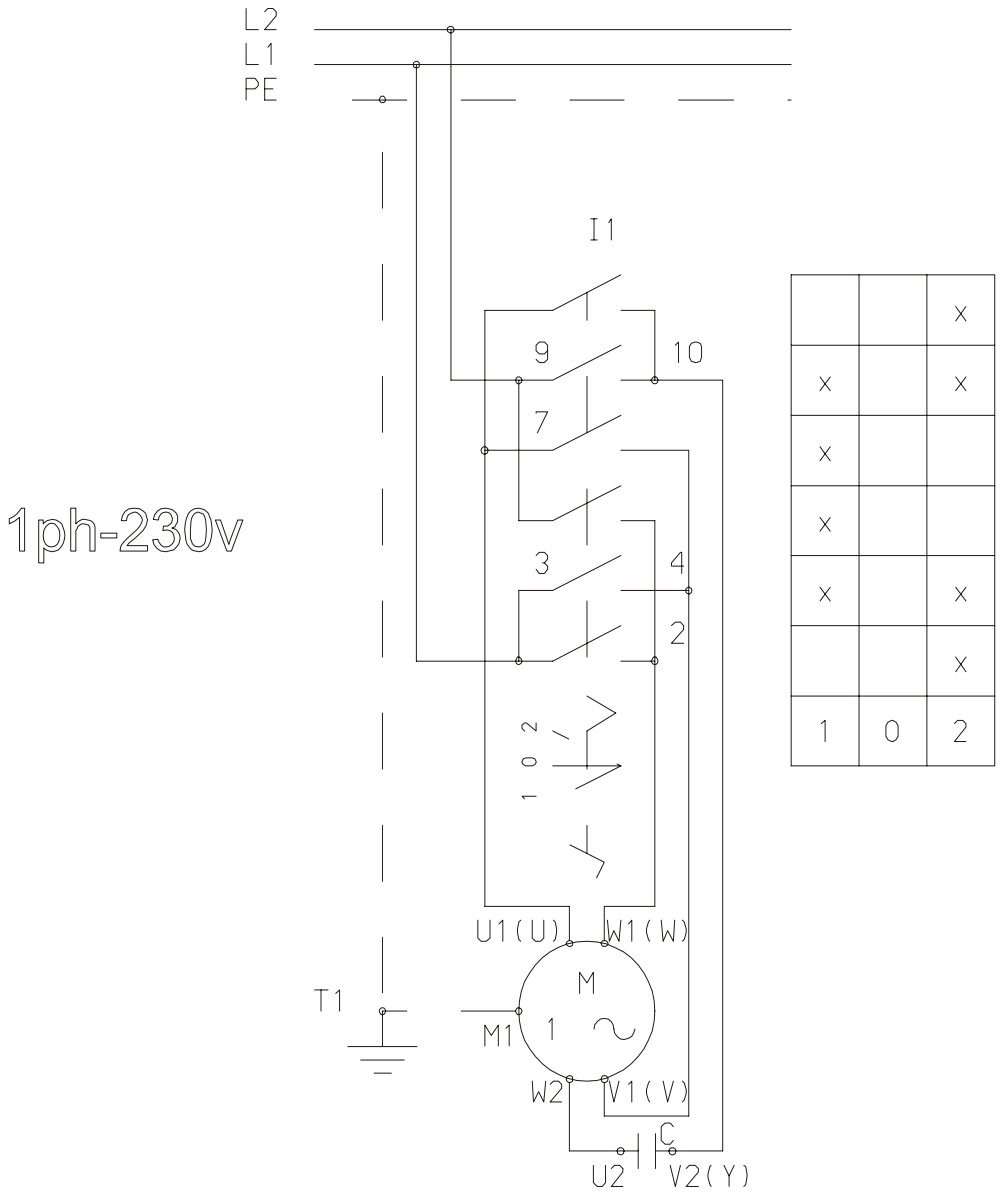 L2
L1
PE
I1
x
9 10
x x
7
x
1ph-230v
x
3 4
x x
2
x
1 0 2
1 0 2
U1(U) W1(W)
M
T1
M1 1
W2 V1(V)
C
U2 V2(Y)